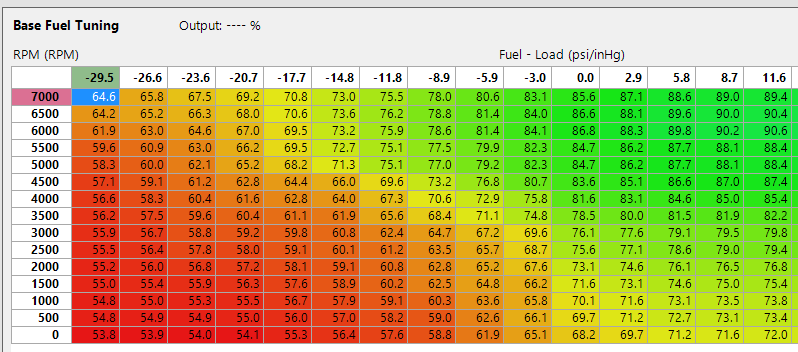 Base Fuel Tuning Output: ---- %
RPM (RPM) Fuel - Load (psi/inHg)
-29.5 -26.6 -23.6 -20.7 -17.7 -14.8 -11.8 -8.9 -5.9 -3.0 0.0 2.9 5.8 8.7 11.6
7000 64.6 65.8 67.5 69.2 70.8 73.0 75.5 78.0 80.6 83.1 85.6 87.1 88.6 89.0 89.4
6500 64.2 65.2 66.3 68.0 70.6 73.6 76.2 78.8 81.4 84.0 86.6 88.1 89.6 90.0 90.4
6000 61.9 63.0 64.6 67.0 69.5 73.2 75.9 78.6 81.4 84.1 86.8 88.3 89.8 90.2 90.6
5500 59.6 60.9 63.0 66.2 69.5 72.7 75.1 77.5 79.9 82.3 84.7 86.2 87.7 88.1 88.4
5000 58.3 60.0 62.1 65.2 68.2 71.3 75.1 77.0 79.2 82.3 84.7 86.2 87.7 88.1 88.4
4500 57.1 59.1 61.2 62.8 64.4 66.0 69.6 73.2 76.8 80.7 83.6 85.1 86.6 87.0 87.4
4000 56.6 58.3 60.4 61.6 62.8 64.0 67.3 70.6 72.9 75.8 81.6 83.1 84.6 85.0 85.4
3500 56.2 57.5 59.6 60.4 61.1 61.9 65.6 68.4 71.1 74.8 78.5 80.0 81.5 81.9 82.2
3000 55.9 56.7 58.8 59.2 59.8 60.8 62.4 64.7 67.2 69.6 76.1 77.6 79.1 79.5 79.8
2500 55.5 56.4 57.8 58.0 59.1 60.1 61.2 63.5 65.7 68.7 75.6 77.1 78.6 79.0 79.4
2000 55.2 56.0 56.8 57.2 58.1 59.1 60.8 62.8 65.2 67.6 73.1 74.6 76.1 76.5 76.8
1500 55.0 55.4 55.9 56.3 57.6 58.9 60.2 62.5 64.8 66.2 71.6 73.1 74.6 75.0 75.4
1000 54.8 55.0 55.3 55.5 56.7 57.9 59.1 60.3 63.6 65.8 70.1 71.6 73.1 73.5 73.8
500 54.8 54.9 54.9 55.0 56.0 57.0 58.2 59.0 62.6 66.1 69.7 71.2 72.7 73.1 73.4
0 53.8 53.9 54.0 54.1 55.3 56.4 57.6 58.8 61.9 65.1 68.2 69.7 71.2 71.6 72.0